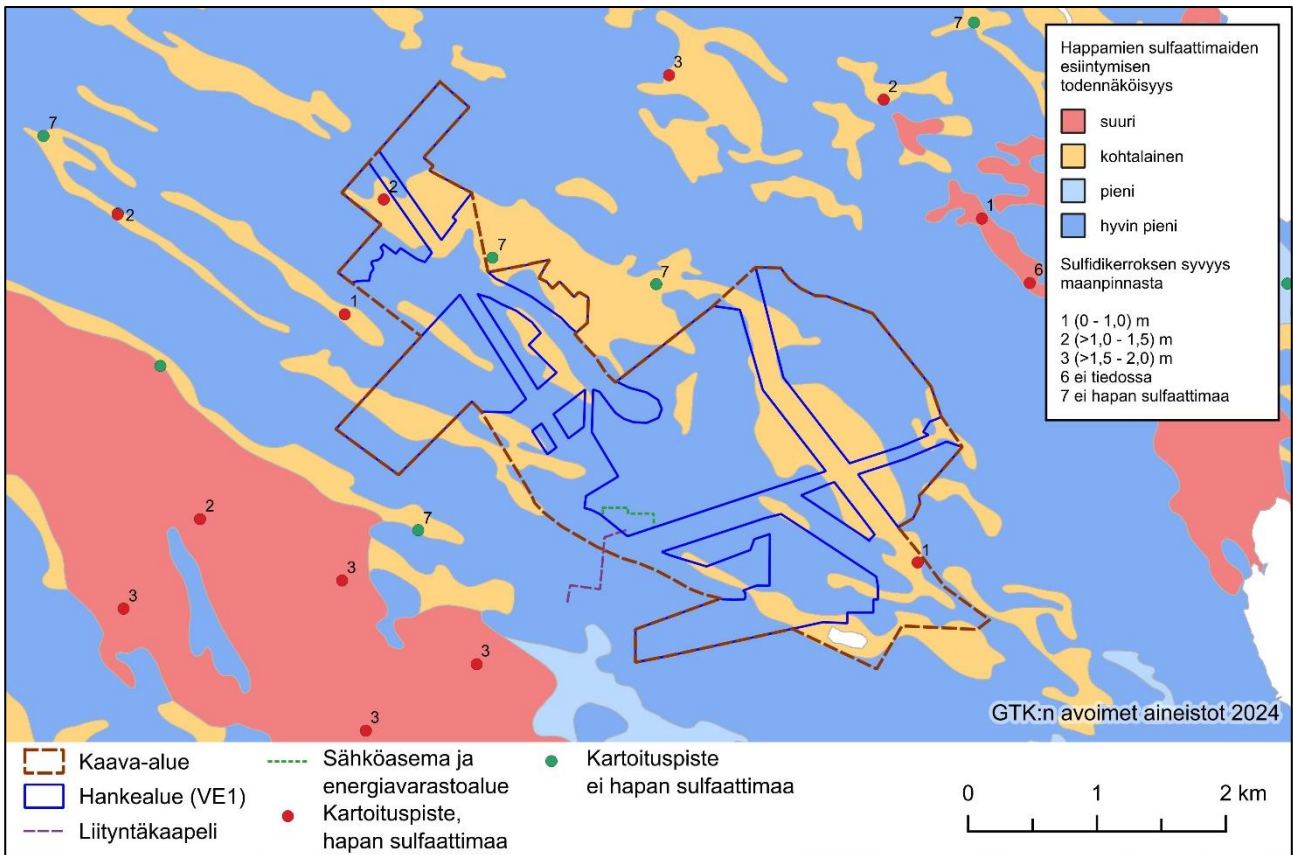 7
3
2
7
2
2
1
7
7
6
1
2
7
3
1
3
3
3
Happamien sulfaattimaiden
esiintymisen
todennäköisyys
suuri
kohtalainen
pieni
hyvin pieni
Sulfidikerroksen syvyys
maanpinnasta
1 (0 - 1,0) m
2 (>1,0 - 1,5) m
3 (>1,5 - 2,0) m
6 ei tiedossa
7 ei hapan sulfaattimaa
GTK:n avoimet aineistot 2024
Kaava-alue
Hankealue (VE1)
Liityntäkaapeli
Sähköasema ja
energiavarastoalue
Kartoituspiste,
hapan sulfaattimaa
Kartoituspiste
ei hapan sulfaattimaa
0 1 2 km